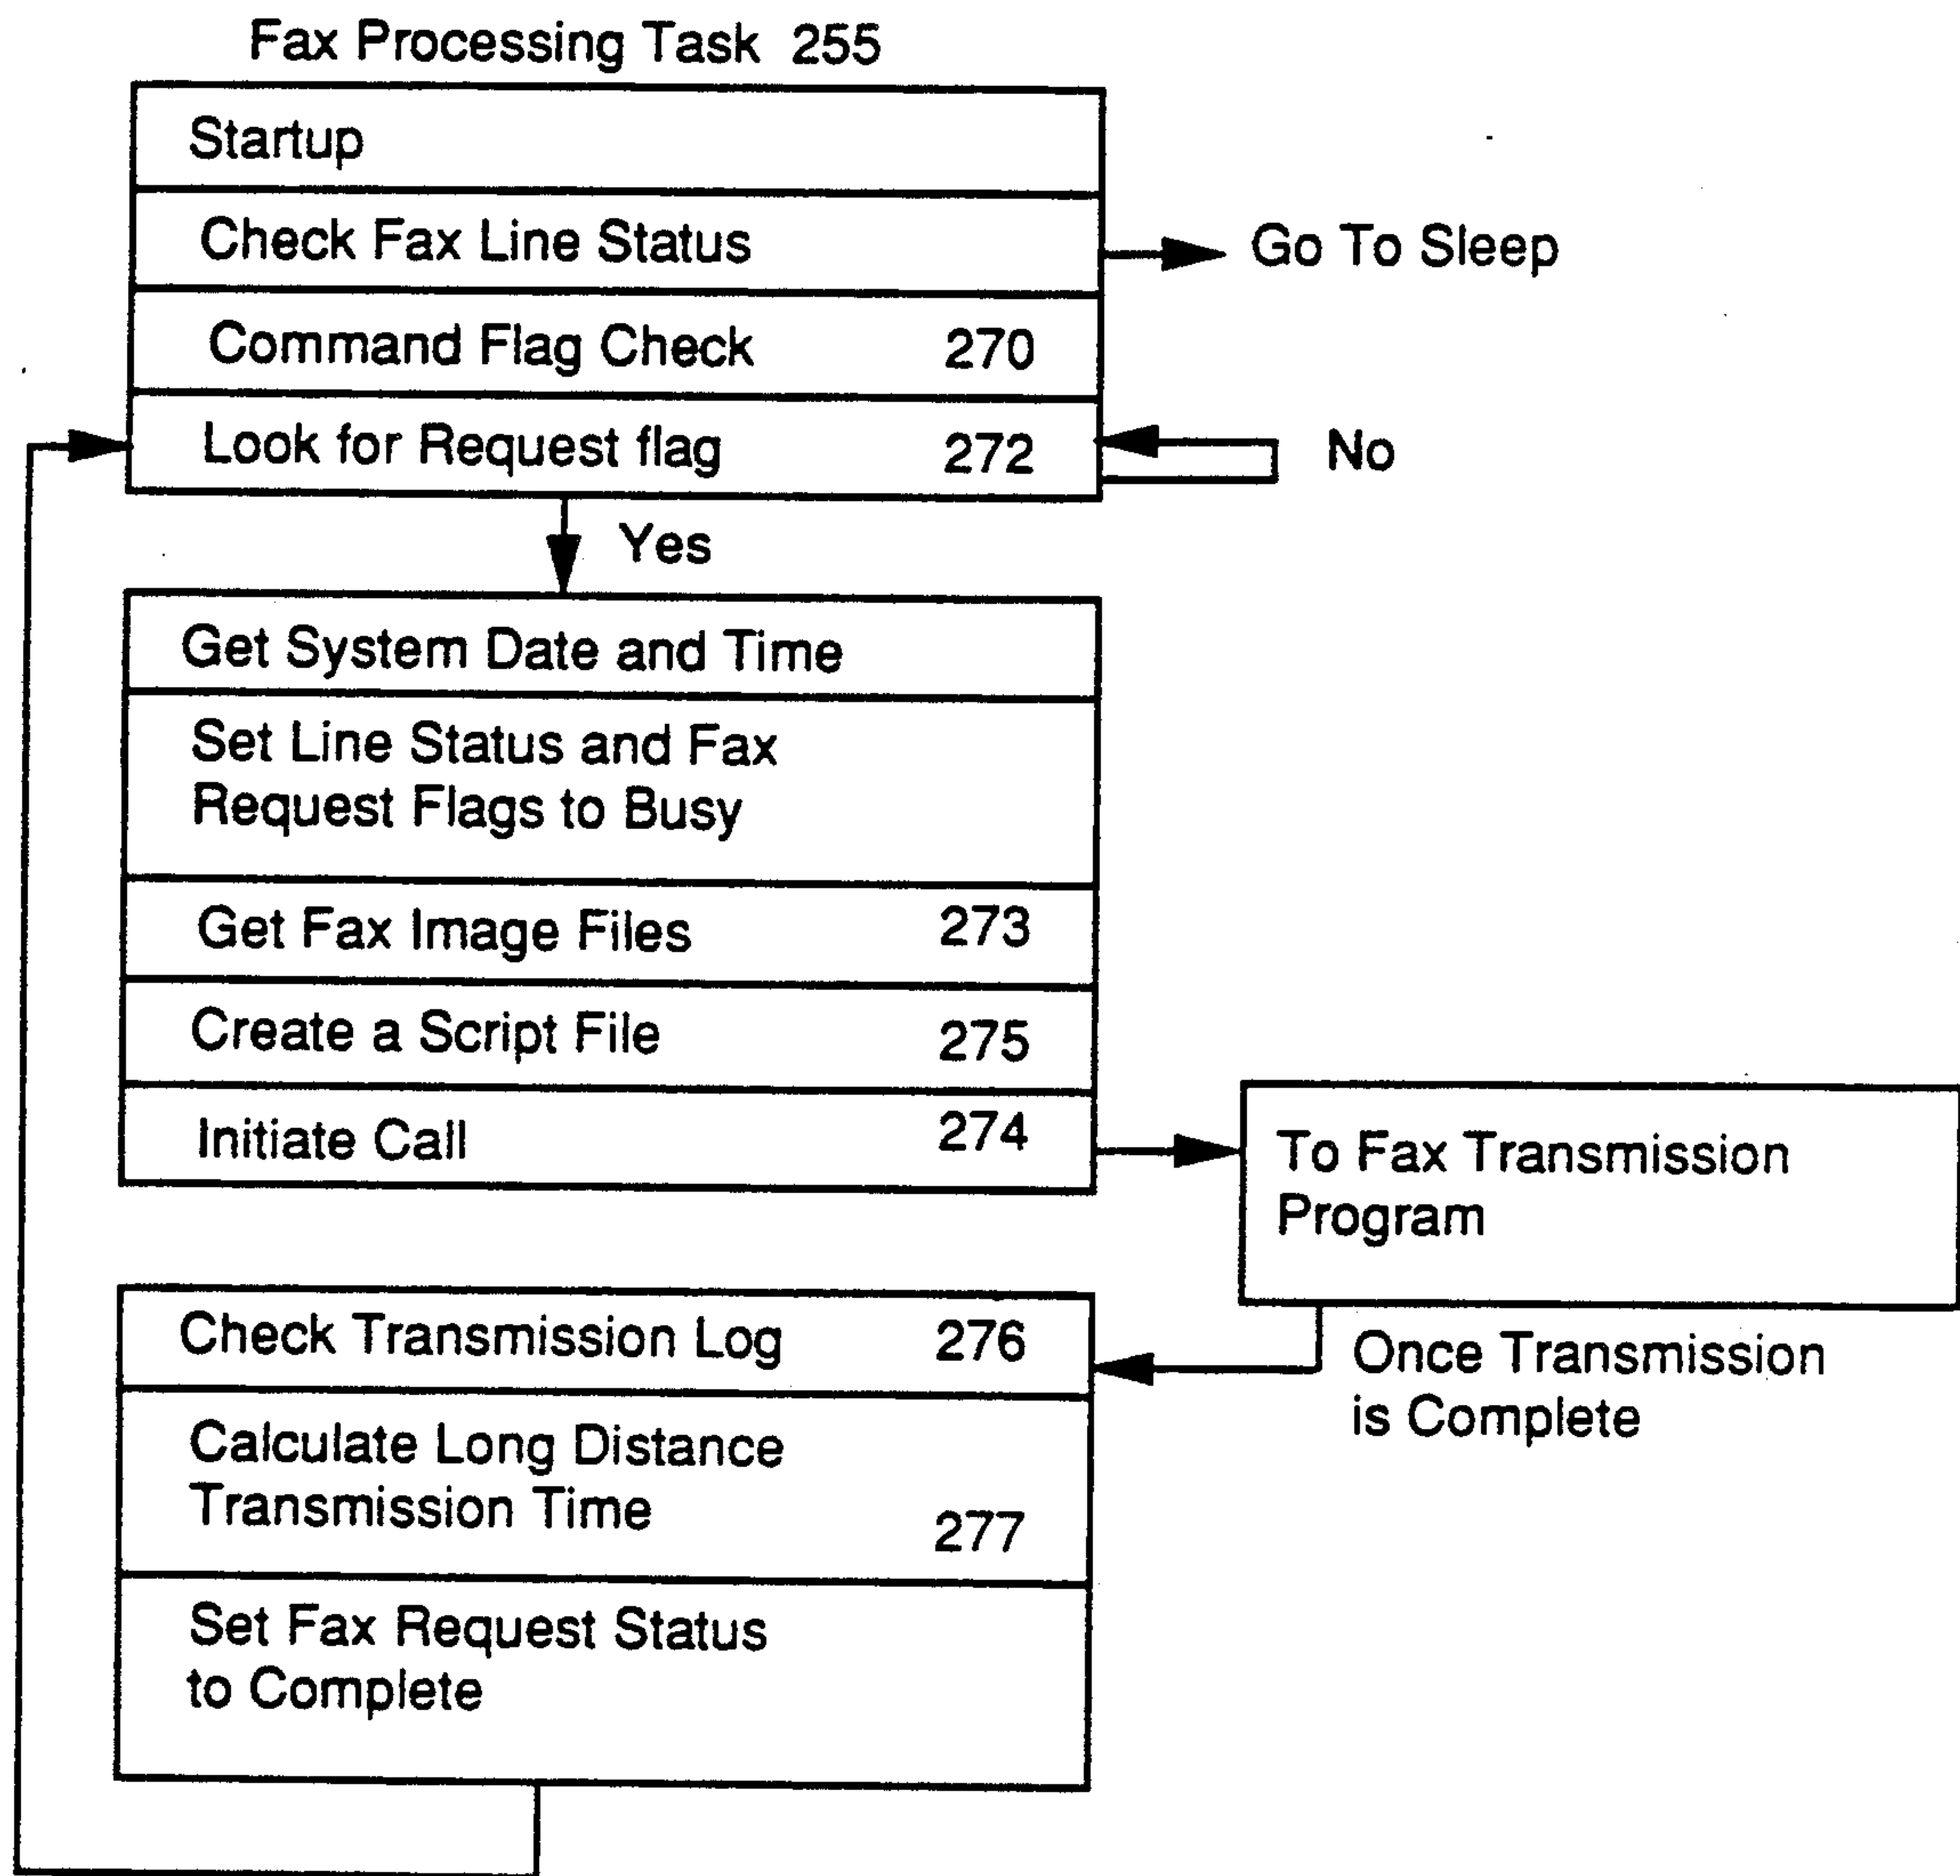 Fax Processing Task 255
Startup
Check Fax Line Status
Go To Sleep
Command Flag Check 270
Look for Request flag 272
No
Yes
Get System Date and Time
Set Line Status and Fax
Request Flags to Busy
Get Fax Image Files 273
Create a Script File 275
Initiate Call 274
To Fax Transmission
Program
Once Transmission
is Complete
Check Transmission Log 276
Calculate Long Distance
Transmission Time
277
Set Fax Request Status
to Complete